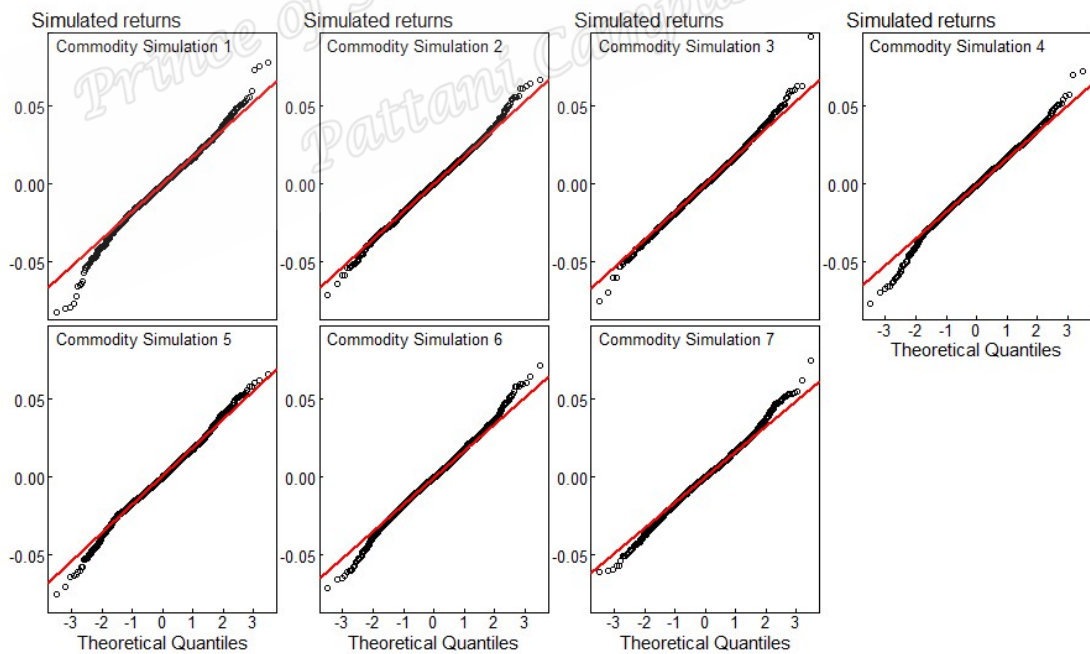 Simulated returns Simulated returns Simulated returns Simulated returns
Commodity Simulation 1 Commodity Simulation 2 Commodity Simulation 3 Commodity Simulation 4
Prince of
Pattani Camp
0.05 0.05 0.05 0.05
0.00 0.00 0.00 0.00
-0.05 -0.05 -0.05 -0.05
-3 -2 -1 0 1 2 3
Theoretical Quantiles
Commodity Simulation 5 Commodity Simulation 6 Commodity Simulation 7
0.05 0.05 0.05
0.00 0.00 0.00
-0.05 -0.05 -0.05
-3 -2 -1 0 1 2 3 -3 -2 -1 0 1 2 3 -3 -2 -1 0 1 2 3
Theoretical Quantiles Theoretical Quantiles Theoretical Quantiles